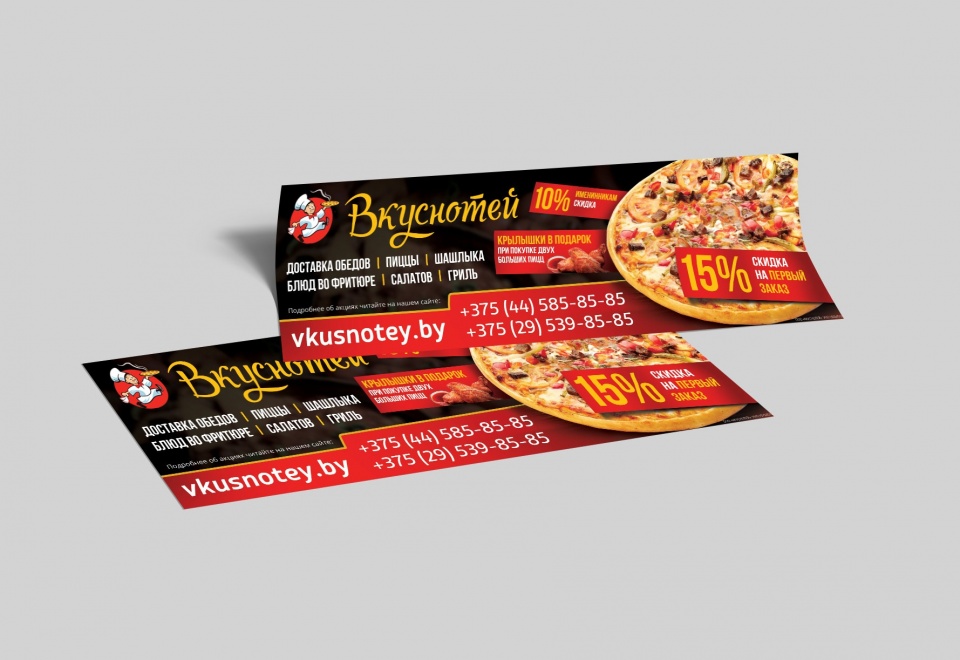 Вкуснотей
10% ИМЕНИННИКАМ
СКИДКА
КРЫЛЫШКИ В ПОДАРОК
ПРИ ПОКУПКЕ ДВУХ
БОЛЬШИХ ПИЦЦ
ДОСТАВКА ОБЕДОВ | ПИЦЦЫ | ШАШЛЫКА
БЛЮД ВО ФРИТЮРЕ | САЛАТОВ | ГРИЛЬ
15% СКИДКА
НА ПЕРВЫЙ
ЗАКАЗ
Подробнее об акциях читайте на нашем сайте:
vkusnotey.by
+375 (44) 585-85-85
+375 (29) 539-85-85
Вкуснотей
КРЫЛЫШКИ В ПОДАРОК
ПРИ ПОКУПКЕ ДВУХ
БОЛЬШИХ ПИЦЦ
ДОСТАВКА ОБЕДОВ | ПИЦЦЫ | ШАШЛЫКА
БЛЮД ВО ФРИТЮРЕ | САЛАТОВ | ГРИЛЬ
15% СКИДКА
НА ПЕРВЫЙ
ЗАКАЗ
Подробнее об акциях читайте на нашем сайте:
vkusnotey.by
+375 (44) 585-85-85
+375 (29) 539-85-85